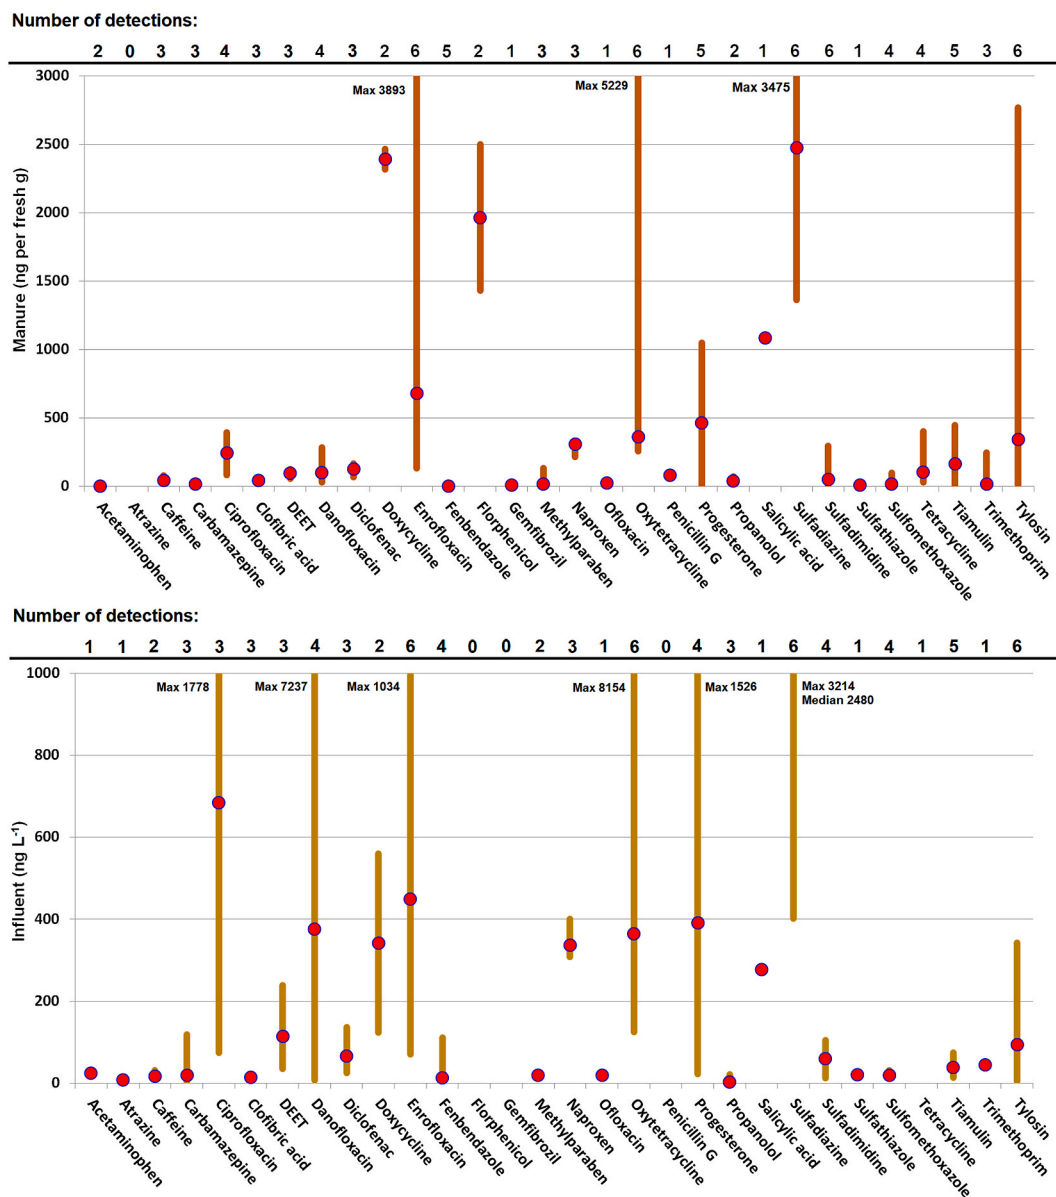 Number of detections:
2 0 3 3 4 3 3 4 3 2 6 5 2 1 3 3 1 6 1 5 2 1 6 6 1 4 4 5 3 6
3000
2500
2000
1500
1000
500
0
Manure (ng per fresh g)
Max 3893
Max 5229
Max 3475
Acetaminophen
Atrazine
Caffeine
Carbamazepine
Ciprofloxacin
Clofibric acid
DEET
Danofloxacin
Diclofenac
Doxycycline
Enrofloxacin
Fenbendazole
Florphenicol
Gemfibrozil
Methylparaben
Naproxen
Ofloxacin
Oxytetracycline
Penicillin G
Progesterone
Propanolol
Salicylic acid
Sulfadiazine
Sulfadimidine
Sulfathiazole
Sulfomethoxazole
Tetracycline
Tiamulin
Trimethoprim
Tylosin
Number of detections:
1 1 2 3 3 3 3 4 3 2 6 4 0 0 2 3 1 6 0 4 3 1 6 4 1 4 1 5 1 6
1000
800
600
400
200
0
Influent (ng L⁻¹)
Max 1778
Max 7237
Max 1034
Max 8154
Max 1526
Max 3214
Median 2480
Acetaminophen
Atrazine
Caffeine
Carbamazepine
Ciprofloxacin
Clofibric acid
DEET
Danofloxacin
Diclofenac
Doxycycline
Enrofloxacin
Fenbendazole
Florphenicol
Gemfibrozil
Methylparaben
Naproxen
Ofloxacin
Oxytetracycline
Penicillin G
Progesterone
Propanolol
Salicylic acid
Sulfadiazine
Sulfadimidine
Sulfathiazole
Sulfomethoxazole
Tetracycline
Tiamulin
Trimethoprim
Tylosin